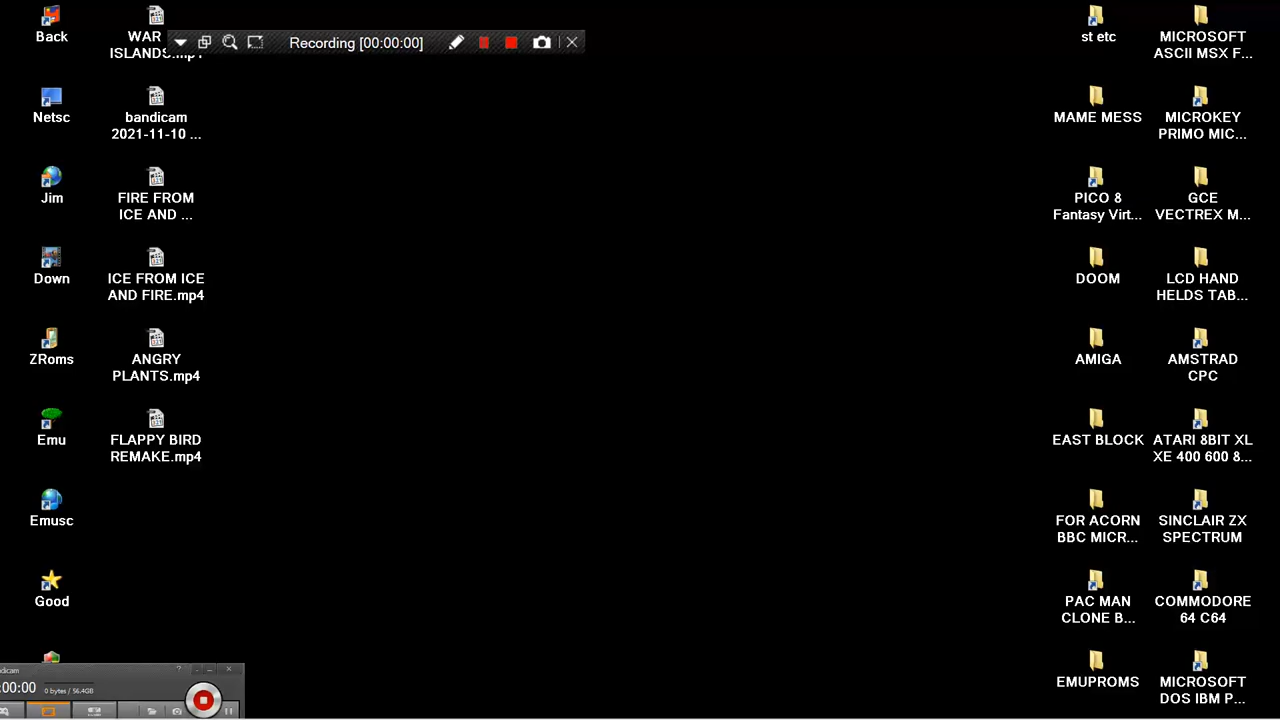 Back
WAR
ISLANDS.mp4
Recording [00:00:00]
st etc
MICROSOFT
ASCII MSX F...
Netsc
bandicam
2021-11-10 ...
MAME MESS
MICROKEY
PRIMO MIC...
Jim
FIRE FROM
ICE AND ...
PICO 8
Fantasy Virt...
GCE
VECTREX M...
Down
ICE FROM ICE
AND FIRE.mp4
DOOM
LCD HAND
HELDS TAB...
ZRoms
ANGRY
PLANTS.mp4
AMIGA
AMSTRAD
CPC
Emu
FLAPPY BIRD
REMAKE.mp4
EAST BLOCK
ATARI 8BIT XL
XE 400 600 8...
Emusc
FOR ACORN
BBC MICR...
SINCLAIR ZX
SPECTRUM
Good
PAC MAN
CLONE B...
COMMODORE
64 C64
EMUPROMS
MICROSOFT
DOS IBM P...
dicam
:00:00
0 bytes / 56.4GB